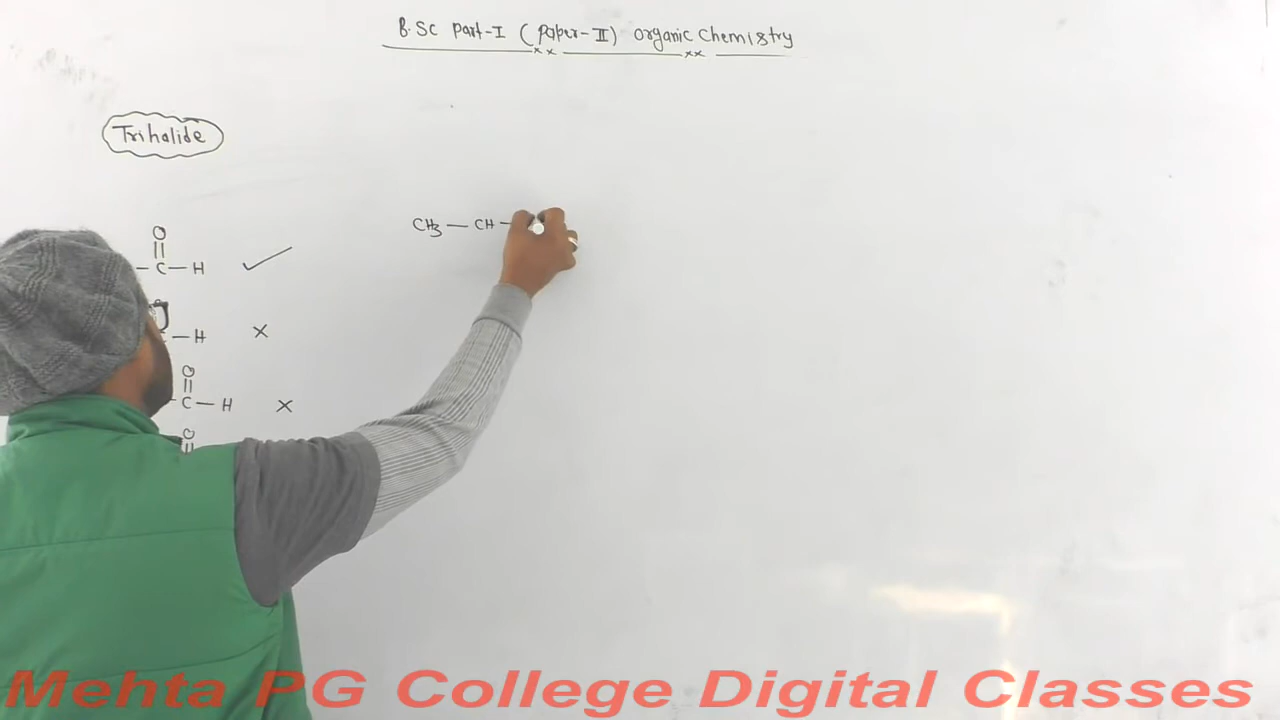 B.Sc Part-I (Paper-II) Organic Chemistry
Trihalide
O
— C — H ✓
CH3 — CH —
— H ×
O
C — H ×
O
Mehta PG College Digital Classes